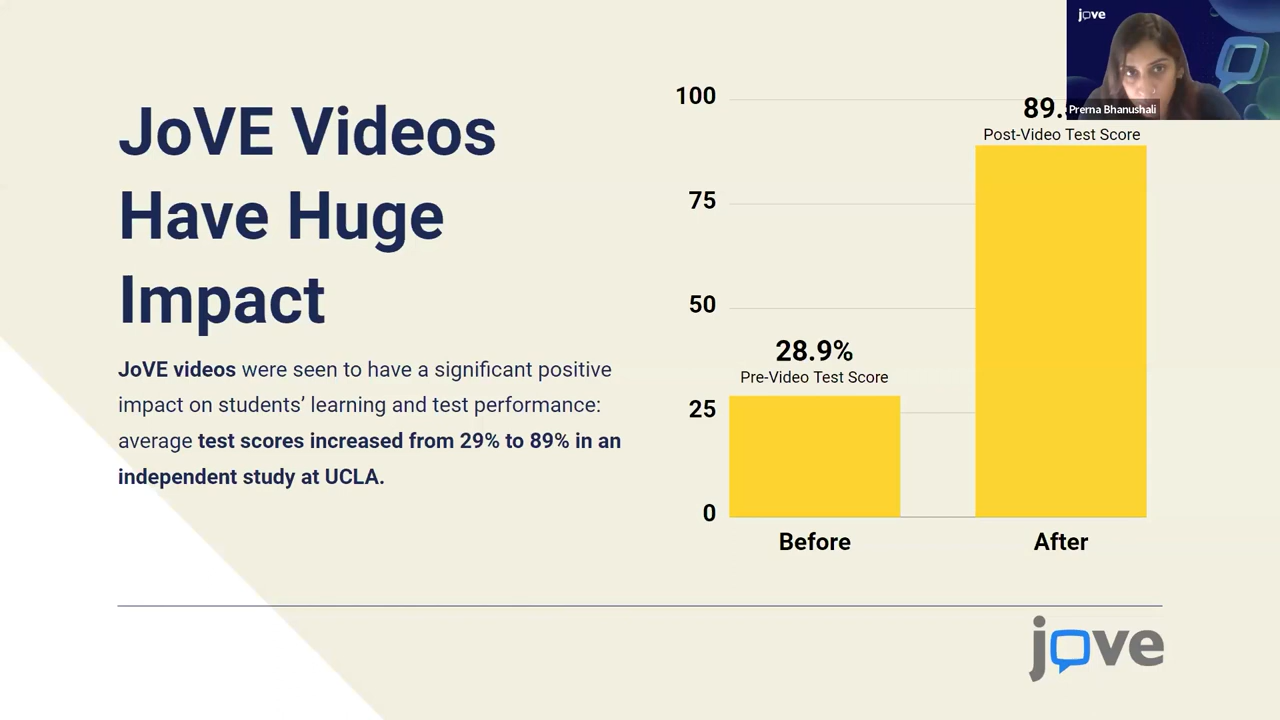 jove
Prerna Bhanushali
JoVE Videos
Have Huge
Impact
JoVE videos were seen to have a significant positive
impact on students’ learning and test performance:
average test scores increased from 29% to 89% in an
independent study at UCLA.
100
75
50
25
0
28.9%
Pre-Video Test Score
89.
Post-Video Test Score
Before
After
jove